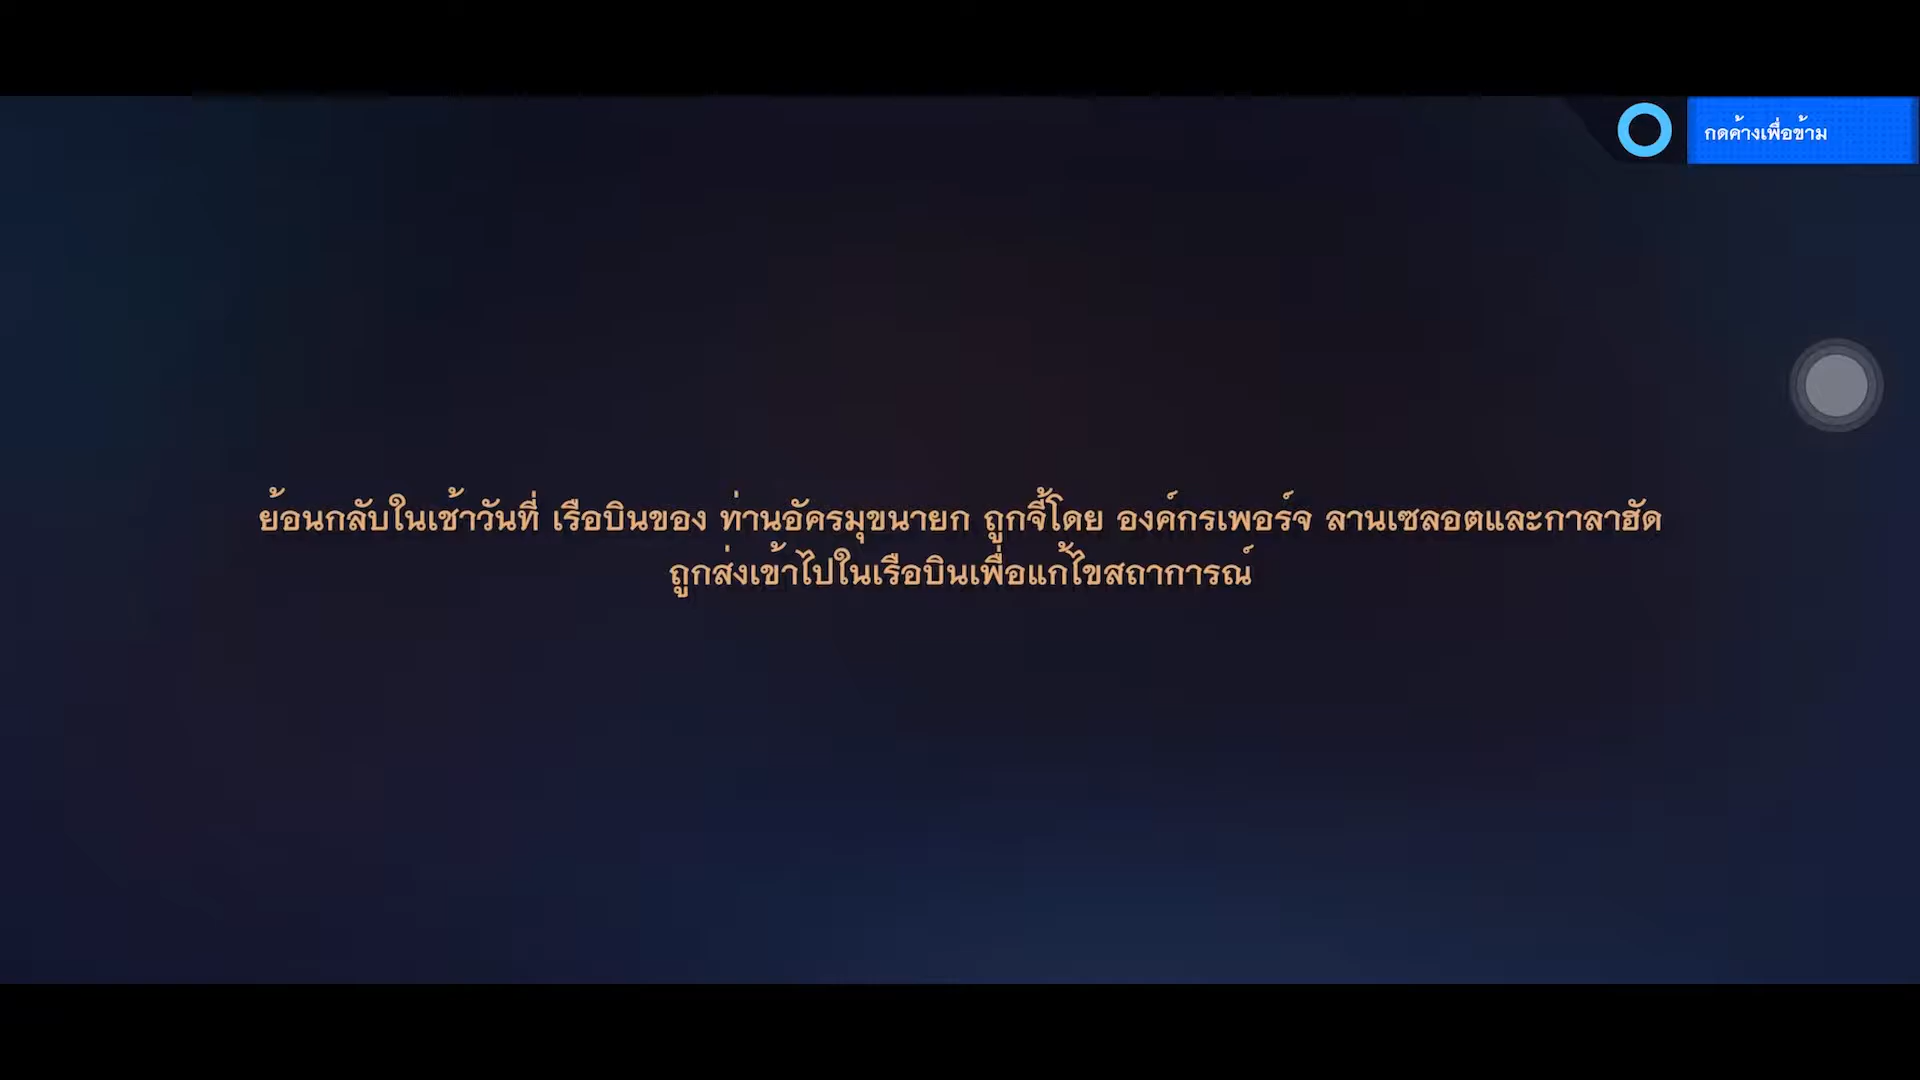 กดค้างเพื่อข้าม
ย้อนกลับในเช้าวันที่ เรือบินของ ท่านอัครมุขนายก ถูกจี้โดย องค์กรเพอร์จ ลานเซลอตและกาลาฮัด
ถูกส่งเข้าไปในเรือบินเพื่อแก้ไขสถาการณ์